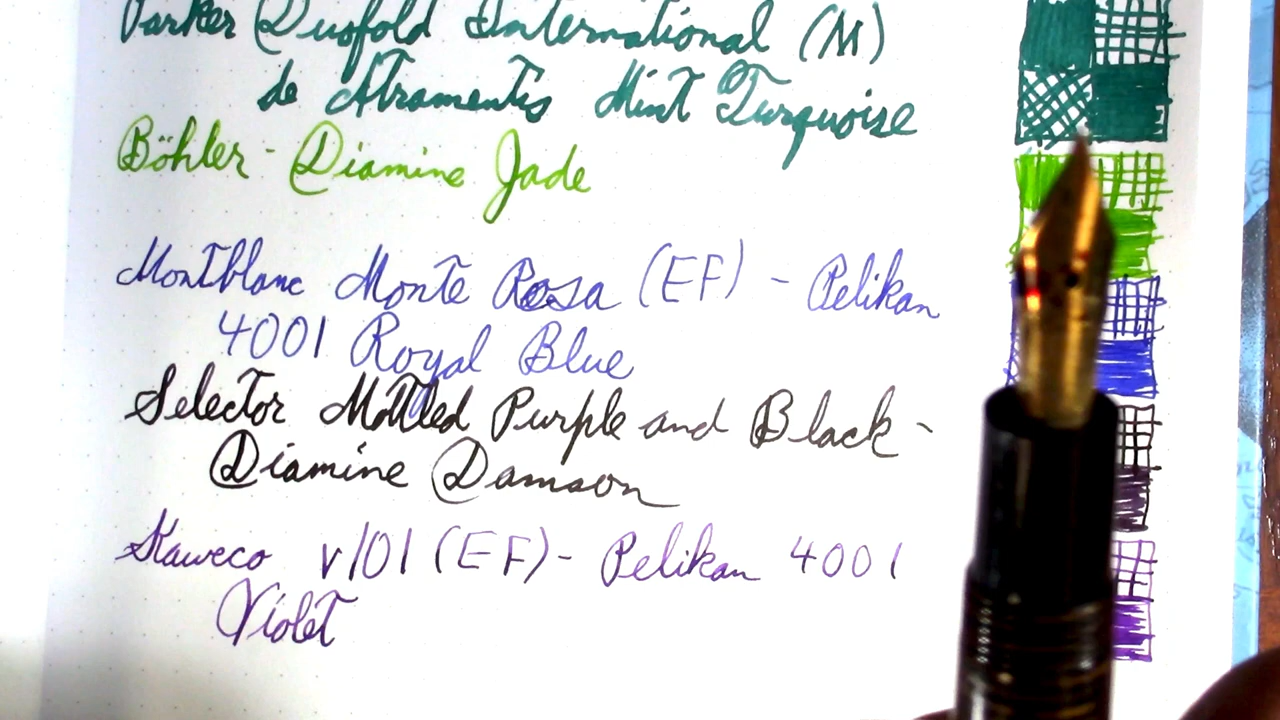 Parker Duofold International (M)
de Atramentis Mint Turquoise
Böhler - Diamine Jade
Montblanc Monte Rosa (EF) - Pelikan
4001 Royal Blue
Selector Mottled Purple and Black -
Diamine Damson
Kaweco V101 (EF) - Pelikan 4001
Violet